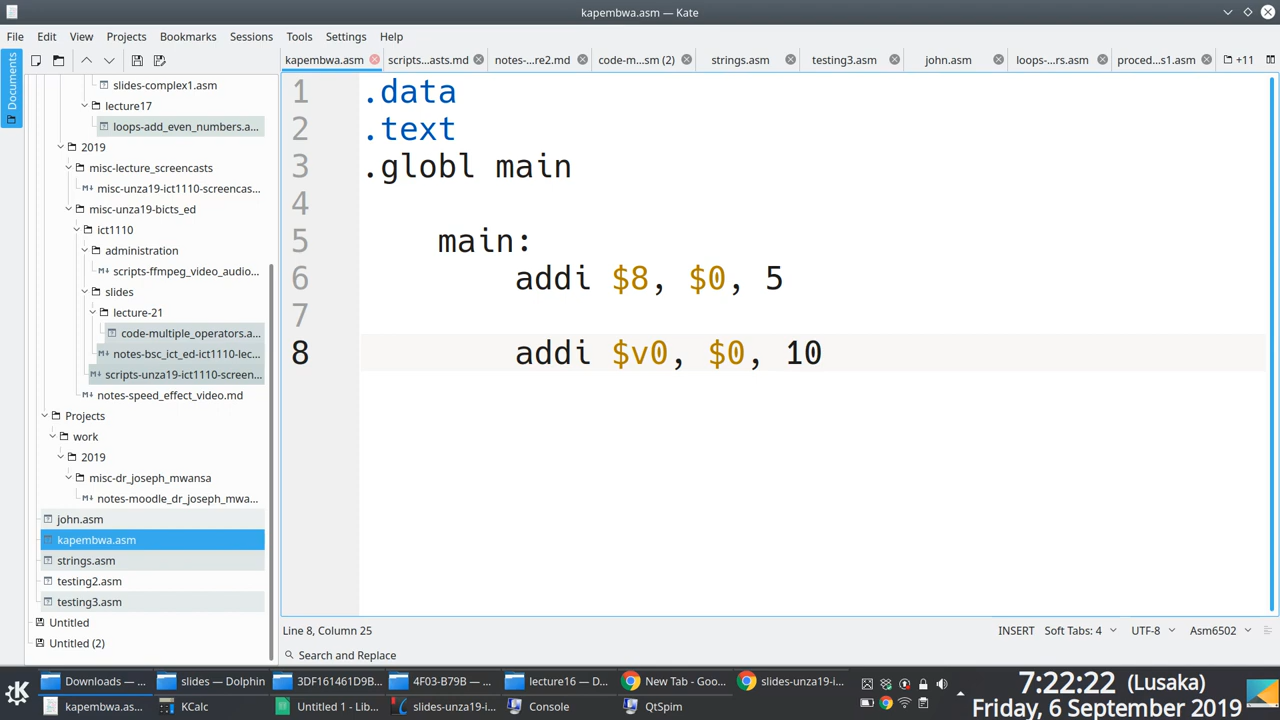 kapembwa.asm — Kate
File Edit View Projects Bookmarks Sessions Tools Settings Help
kapembwa.asm scripts...asts.md notes-...re2.md code-m...sm (2) strings.asm testing3.asm john.asm loops-...rs.asm proced...s1.asm +11
Documents
slides-complex1.asm
lecture17
loops-add_even_numbers.a...
2019
misc-lecture_screencasts
misc-unza19-ict1110-screencas...
misc-unza19-bicts_ed
ict1110
administration
scripts-ffmpeg_video_audio...
slides
lecture-21
code-multiple_operators.a...
notes-bsc_ict_ed-ict1110-lec...
scripts-unza19-ict1110-screen...
notes-speed_effect_video.md
Projects
work
2019
misc-dr_joseph_mwansa
notes-moodle_dr_joseph_mwa...
john.asm
kapembwa.asm
strings.asm
testing2.asm
testing3.asm
Untitled
Untitled (2)
1 .data
2 .text
3 .globl main
4
5 main:
6 addi $8, $0, 5
7
8 addi $v0, $0, 10
Line 8, Column 25 INSERT Soft Tabs: 4 UTF-8 Asm6502
Search and Replace
Downloads — ... slides — Dolphin 3DF161461D9B... 4F03-B79B — ... lecture16 — D... New Tab - Goo... slides-unza19-i...
kapembwa.as... KCalc Untitled 1 - Lib... slides-unza19-i... Console QtSpim
7:22:22 (Lusaka)
Friday, 6 September 2019